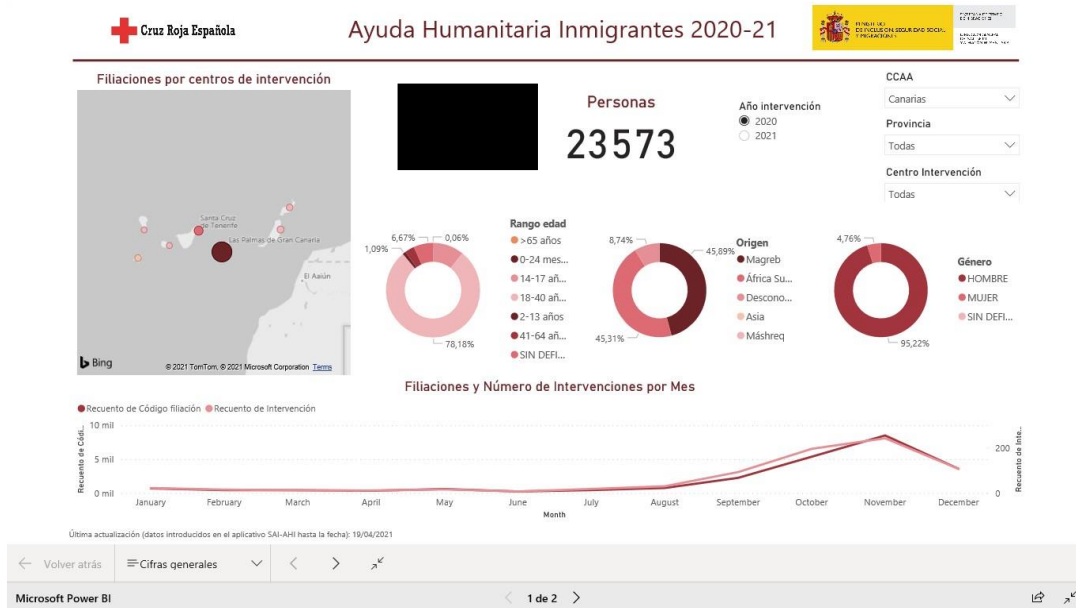 Cruz Roja Española
Ayuda Humanitaria Inmigrantes 2020-21
Filiaciones por centros de intervención
Santa Cruz
de Tenerife
Las Palmas de Gran Canaria
El Aaiún
Bing
© 2021 TomTom, © 2021 Microsoft Corporation Terms
Personas
23573
Año intervención
2020
2021
CCAA
Canarias
Provincia
Todas
Centro Intervención
Todas
6,67%
0,06%
1,09%
78,18%
Rango edad
>65 años
0-24 mes...
14-17 añ...
18-40 añ...
2-13 años
41-64 añ...
SIN DEFI...
8,74%
45,89%
45,31%
Origen
Magreb
África Su...
Descono...
Asia
Máshreq
4,76%
95,22%
Género
HOMBRE
MUJER
SIN DEFI...
Filiaciones y Número de Intervenciones por Mes
Recuento de Código filiación
Recuento de Intervención
Recuento de Códi...
10 mil
5 mil
0 mil
200
0
Recuento de Inte...
January February March April May June July August September October November December
Month
Última actualización (datos introducidos en el aplicativo SAI-AHI hasta la fecha): 19/04/2021
Volver atrás
Cifras generales
Microsoft Power BI
1 de 2